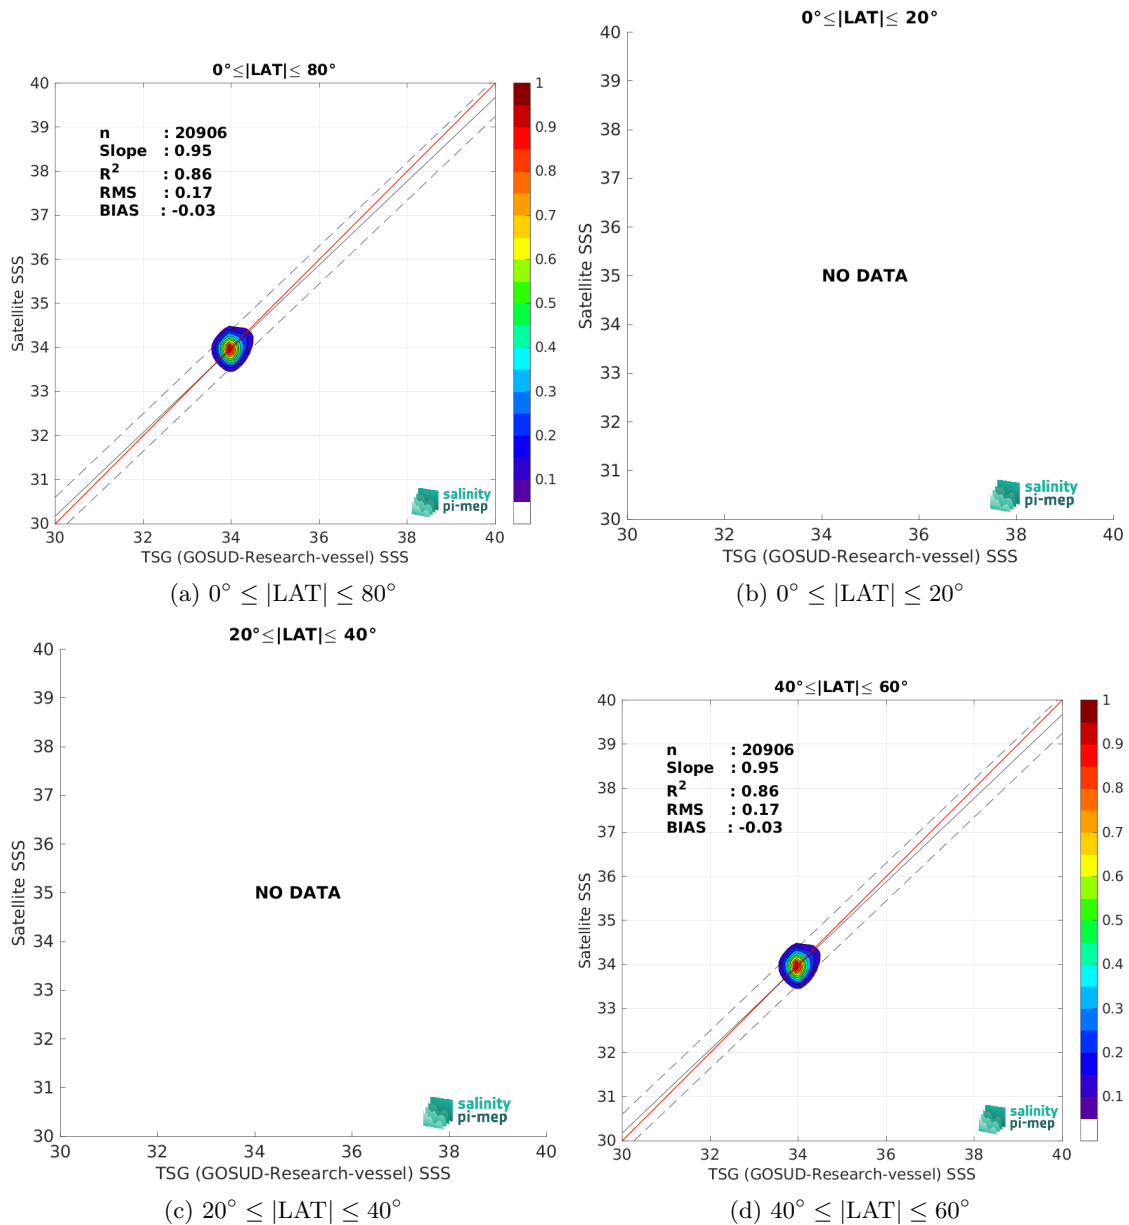 0°≤|LAT|≤ 80°
40
39
38
37
36
35
34
33
32
31
30
30
32
34
36
38
40
Satellite SSS
TSG (GOSUD-Research-vessel) SSS
n : 20906
Slope : 0.95
R² : 0.86
RMS : 0.17
BIAS : -0.03
salinity
pi-mep
1
0.9
0.8
0.7
0.6
0.5
0.4
0.3
0.2
0.1
(a) 0° ≤ |LAT| ≤ 80°
0°≤|LAT|≤ 20°
40
39
38
37
36
35
34
33
32
31
30
30
32
34
36
38
40
Satellite SSS
TSG (GOSUD-Research-vessel) SSS
NO DATA
salinity
pi-mep
(b) 0° ≤ |LAT| ≤ 20°
20°≤|LAT|≤ 40°
40
39
38
37
36
35
34
33
32
31
30
30
32
34
36
38
40
Satellite SSS
TSG (GOSUD-Research-vessel) SSS
NO DATA
salinity
pi-mep
(c) 20° ≤ |LAT| ≤ 40°
40°≤|LAT|≤ 60°
40
39
38
37
36
35
34
33
32
31
30
30
32
34
36
38
40
Satellite SSS
TSG (GOSUD-Research-vessel) SSS
n : 20906
Slope : 0.95
R² : 0.86
RMS : 0.17
BIAS : -0.03
salinity
pi-mep
1
0.9
0.8
0.7
0.6
0.5
0.4
0.3
0.2
0.1
(d) 40° ≤ |LAT| ≤ 60°